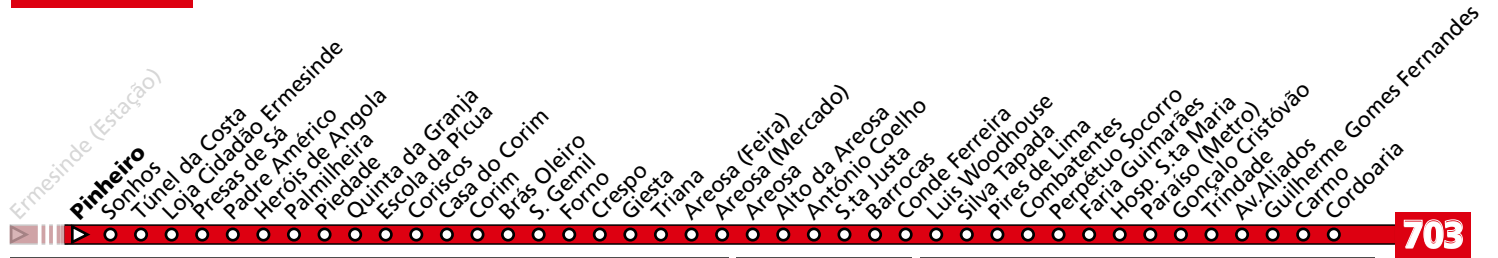 Ermesinde (Estação)
Pinheiro
Sonhos
Túnel da Costa
Loja Cidadão Ermesinde
Presas de Sá
Padre Américo
Heróis de Angola
Palmilheira
Piedade
Quinta da Granja
Escola da Pícua
Coriscos
Casa do Corim
Corim
Brás Oleiro
S. Gemil
Forno
Crespo
Giesta
Triana
Areosa (Feira)
Areosa (Mercado)
Areosa
Alto da Areosa
António Coelho
S.ta Justa
Barrocas
Conde Ferreira
Luis Woodhouse
Silva Tapada
Pires de Lima
Combatentes
Perpétuo Socorro
Faria Guimarães
Hosp. S.ta Maria
Paraíso (Metro)
Gonçalo Cristóvão
Trindade
Av.Aliados
Guilherme Gomes Fernandes
Carmo
Cordoaria
703